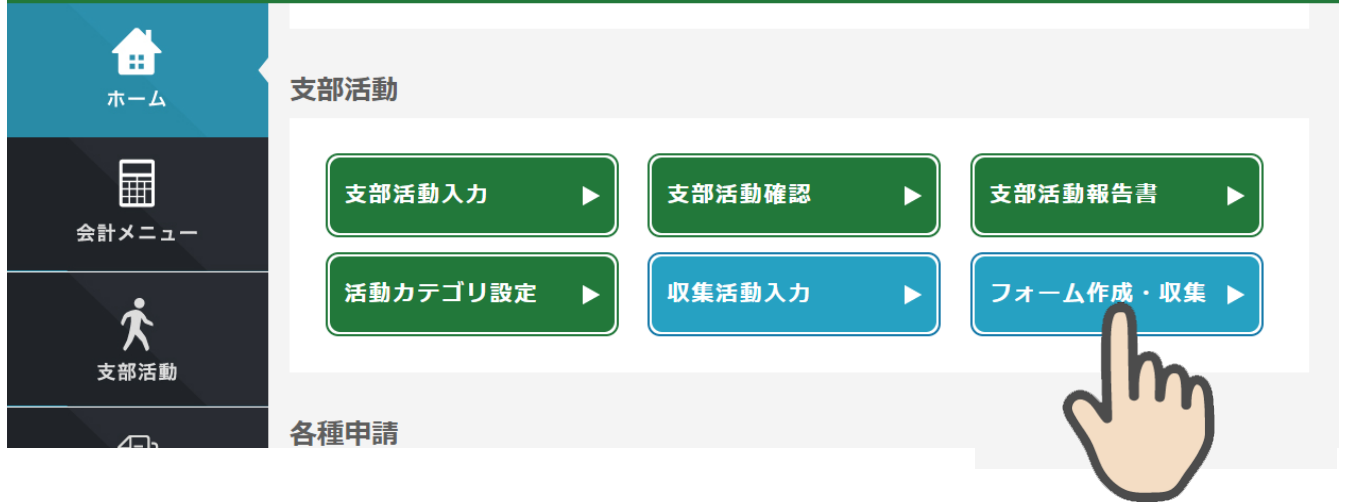 ホーム
会計メニュー
支部活動
支部活動
支部活動入力
支部活動確認
支部活動報告書
活動カテゴリ設定
収集活動入力
フォーム作成・収集
各種申請